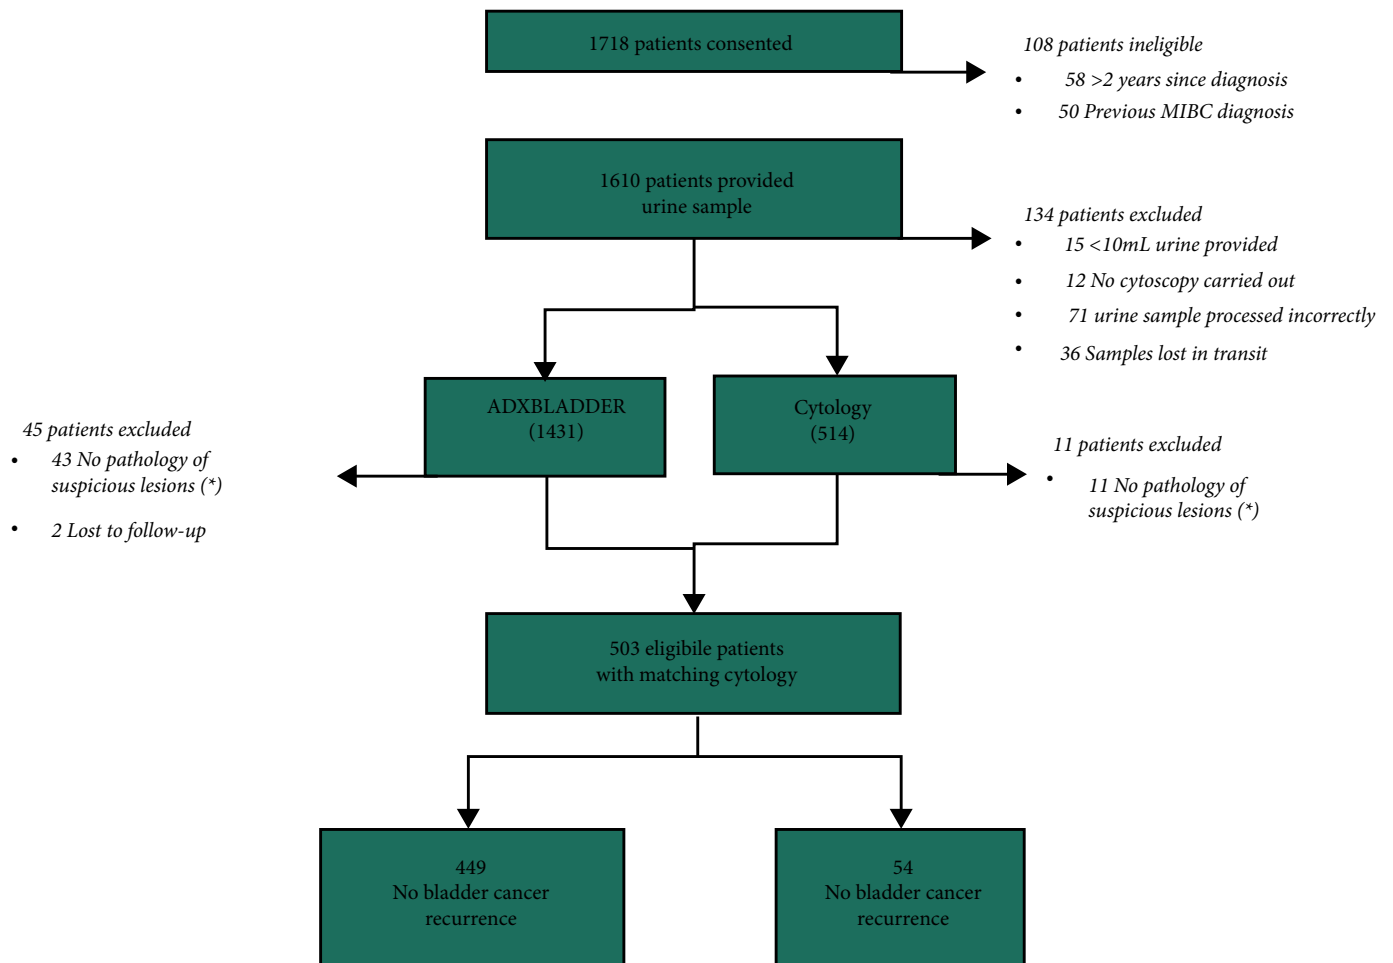 1718 patients consented
108 patients ineligible
• 58 >2 years since diagnosis
• 50 Previous MIBC diagnosis
1610 patients provided
urine sample
134 patients excluded
• 15 <10mL urine provided
• 12 No cytoscopy carried out
• 71 urine sample processed incorrectly
• 36 Samples lost in transit
ADXBLADDER
(1431)
Cytology
(514)
45 patients excluded
• 43 No pathology of
suspicious lesions (*)
• 2 Lost to follow-up
11 patients excluded
• 11 No pathology of
suspicious lesions (*)
503 eligibile patients
with matching cytology
449
No bladder cancer
recurrence
54
No bladder cancer
recurrence